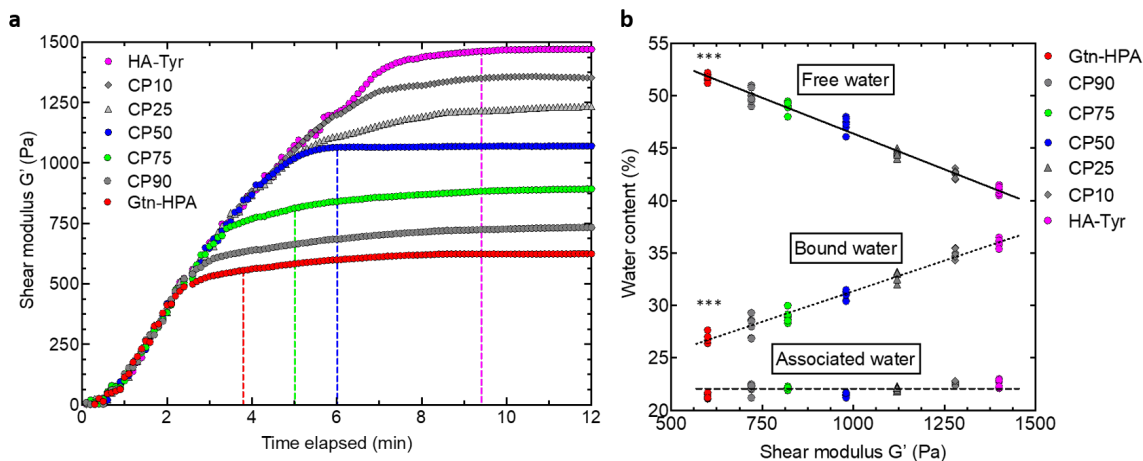 a
1500
1250
1000
750
500
250
0
Shear modulus G’ (Pa)
HA-Tyr
CP10
CP25
CP50
CP75
CP90
Gtn-HPA
0 2 4 6 8 10 12
Time elapsed (min)
b
55
50
45
40
35
30
25
20
Water content (%)
***
Free water
Bound water
***
Associated water
500 750 1000 1250 1500
Shear modulus G’ (Pa)
Gtn-HPA
CP90
CP75
CP50
CP25
CP10
HA-Tyr